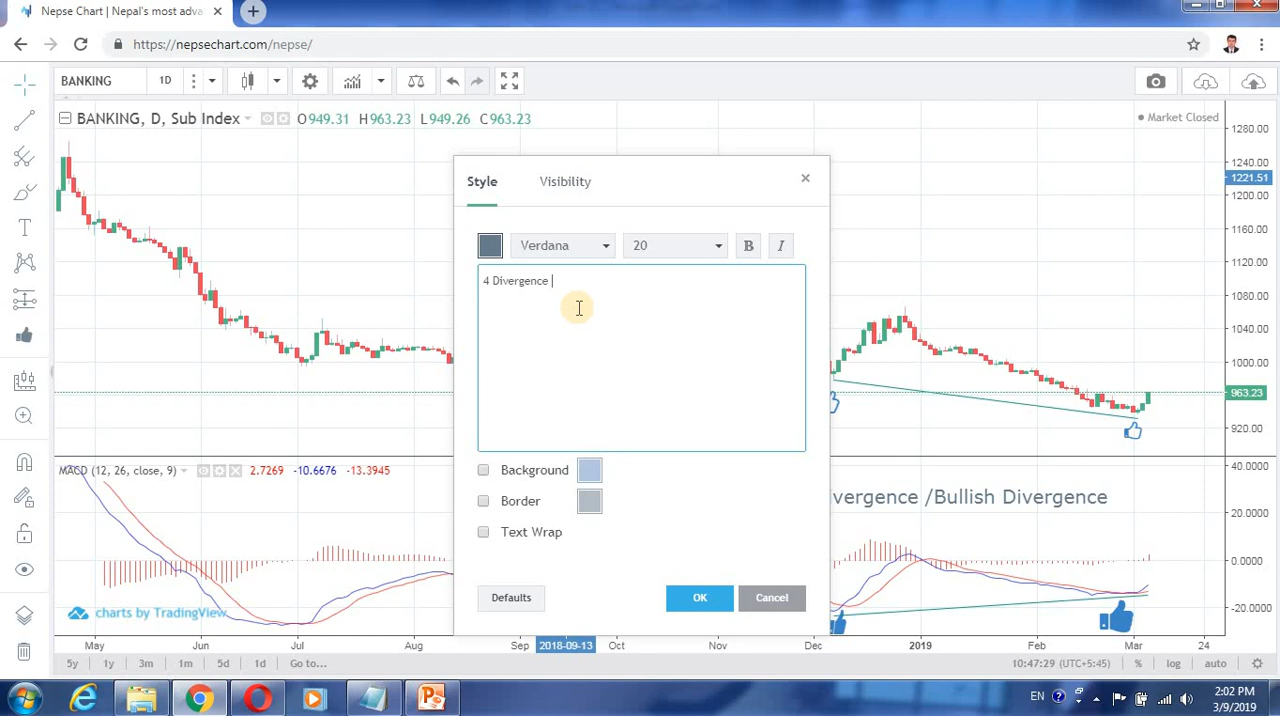 Nepse Chart | Nepal's most adva
https://nepsechart.com/nepse/
BANKING 1D
BANKING, D, Sub Index O949.31 H963.23 L949.26 C963.23
Market Closed
1280.00
1240.00
1221.51
1200.00
1160.00
1120.00
1080.00
1040.00
1000.00
963.23
920.00
Style Visibility
Verdana 20 B I
4 Divergence
Background
Border
Text Wrap
Defaults OK Cancel
MACD (12, 26, close, 9) 2.7269 -10.6676 -13.3945
vergence /Bullish Divergence
40.0000
20.0000
0.0000
-20.0000
charts by TradingView
May Jun Jul Aug Sep 2018-09-13 Oct Nov Dec 2019 Feb Mar 24
5y 1y 3m 1m 5d 1d Go to... 10:47:29 (UTC+5:45) % log auto
EN 2:02 PM
3/9/2019